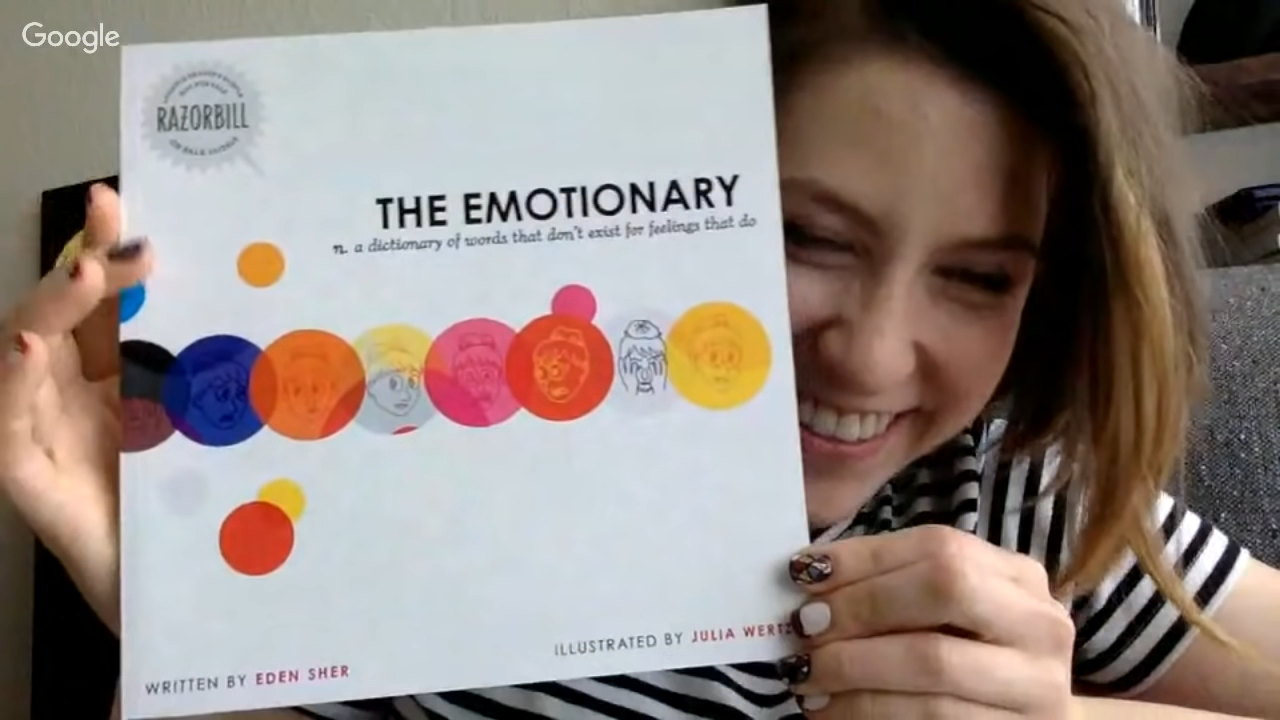 Google
RAZORBILL
THE EMOTIONARY
n. a dictionary of words that don't exist for feelings that do
ILLUSTRATED BY JULIA WERTZ
WRITTEN BY EDEN SHER